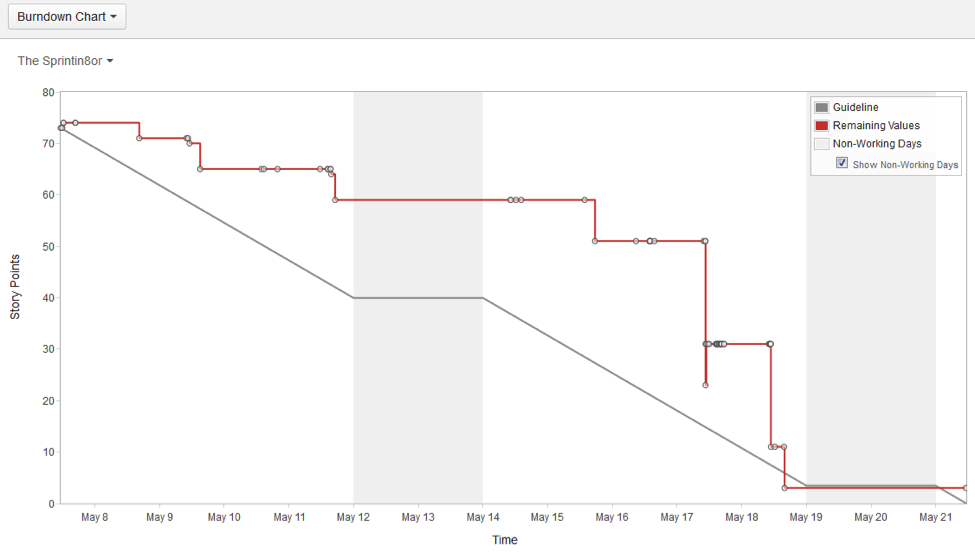 Burndown Chart
The Sprintin8or
80
70
60
50
40
30
20
10
0
Story Points
Guideline
Remaining Values
Non-Working Days
Show Non-Working Days
May 8 May 9 May 10 May 11 May 12 May 13 May 14 May 15 May 16 May 17 May 18 May 19 May 20 May 21
Time